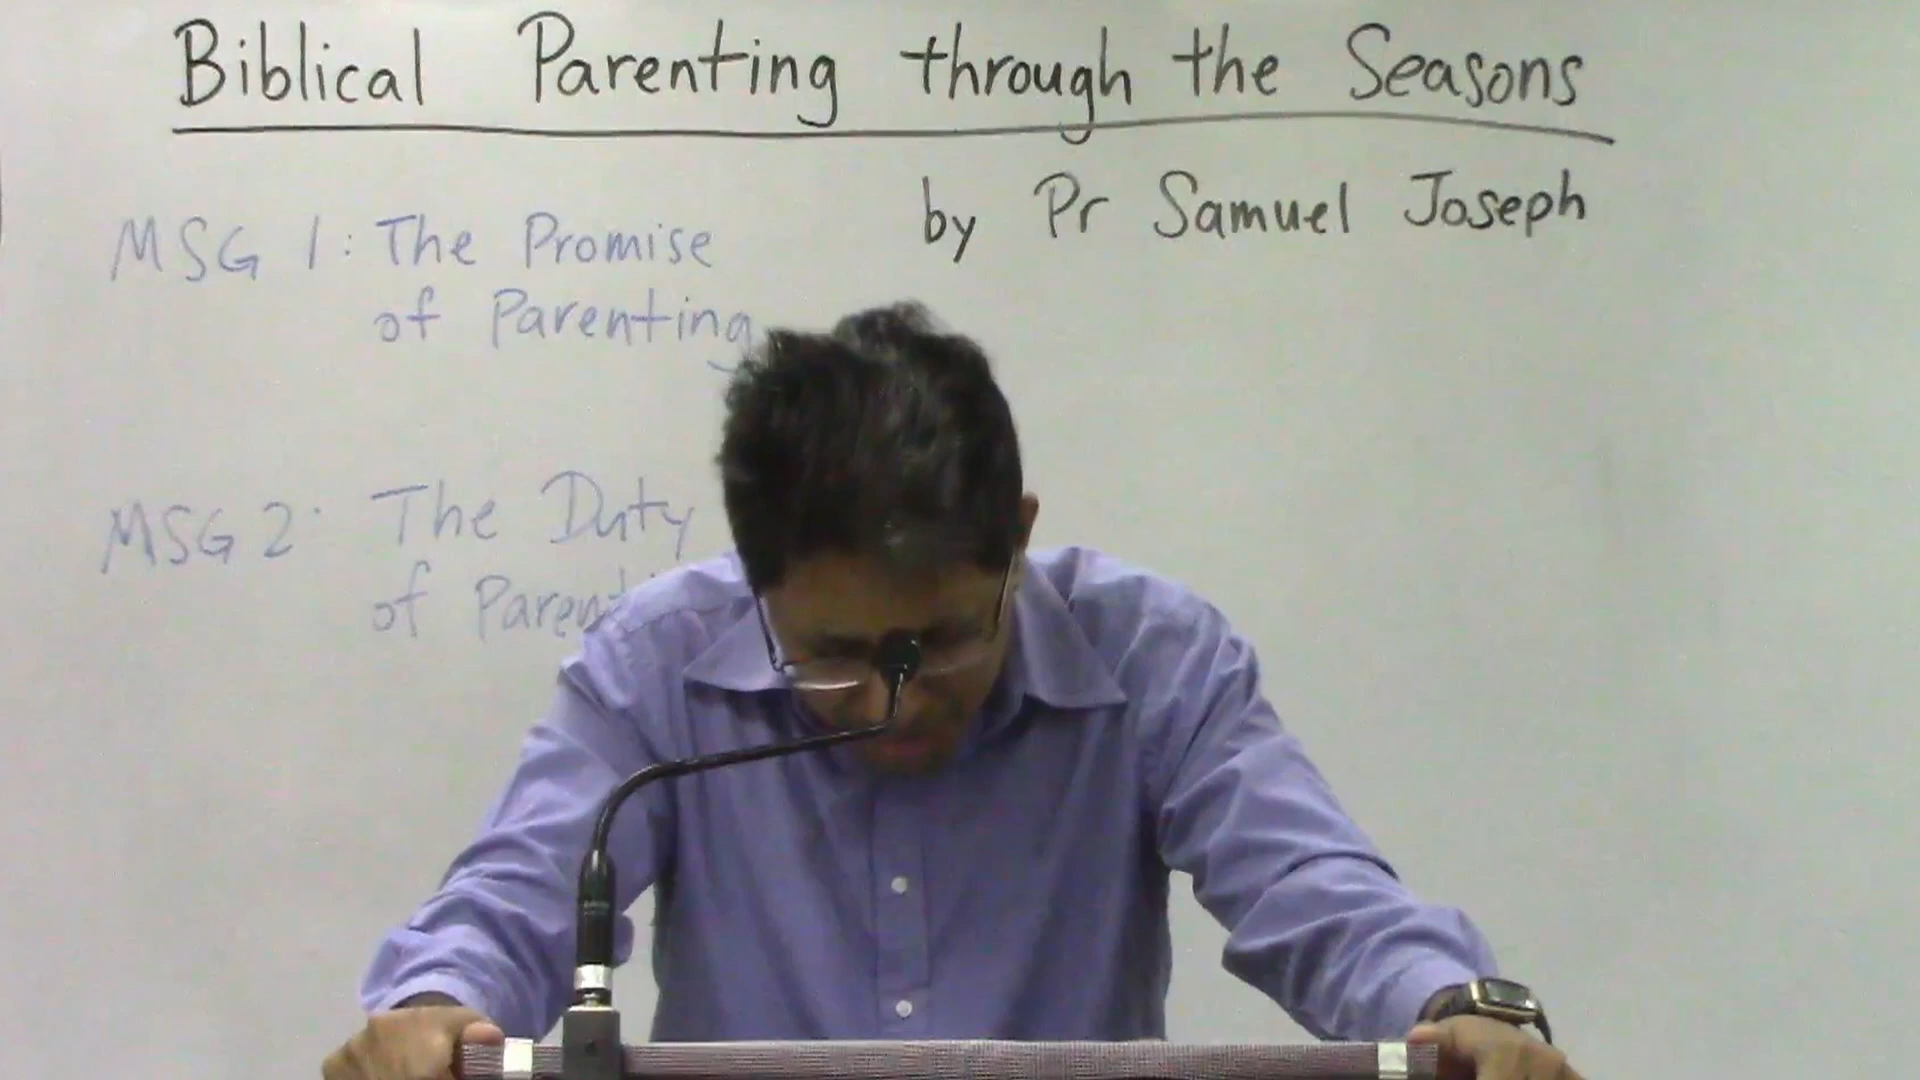 Biblical Parenting through the Seasons
by Pr Samuel Joseph
MSG 1: The Promise
of Parenting
MSG 2: The Duty
of Parenti